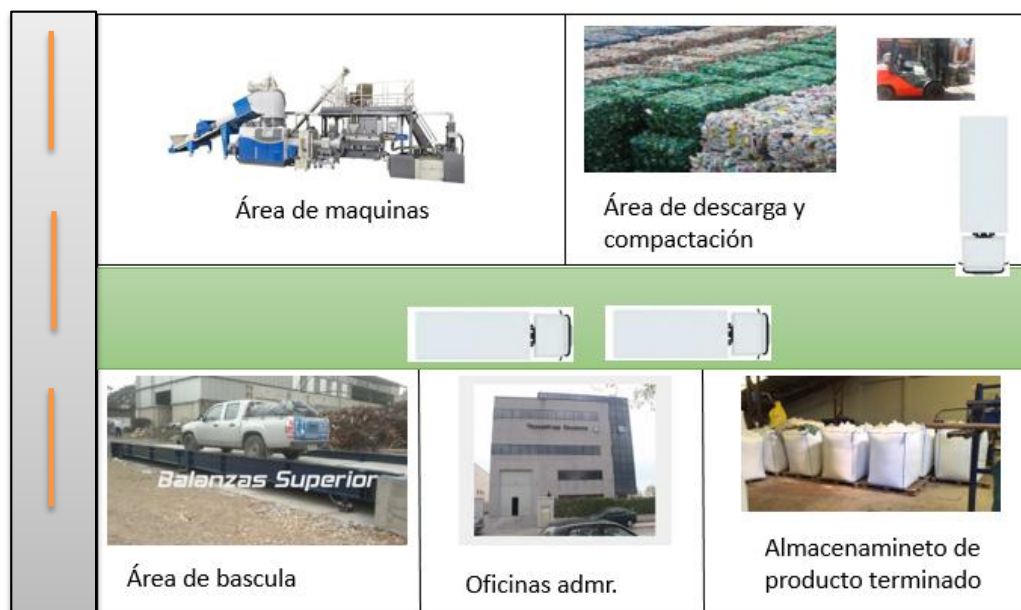 Área de maquinas
Área de descarga y
compactación
Balanzas Superior
Área de bascula
Oficinas admr.
Almacenamineto de
producto terminado